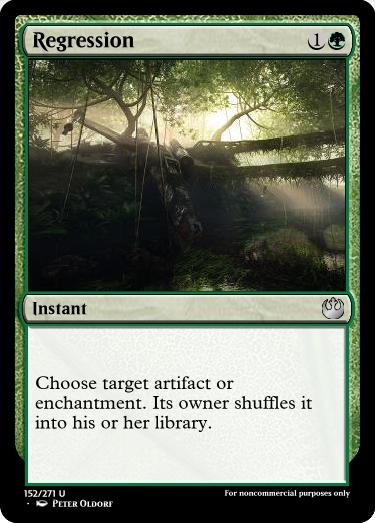 Regression 1
Instant
Choose target artifact or
enchantment. Its owner shuffles it
into his or her library.
152/271 U For noncommercial purposes only
· Peter Oldorf